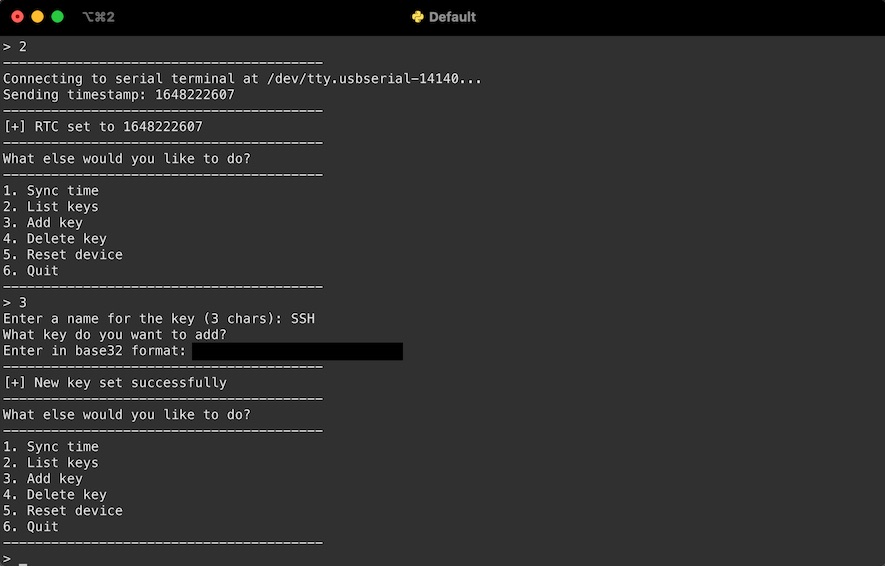 ⌥⌘2
Default
> 2
----------------------------------------
Connecting to serial terminal at /dev/tty.usbserial-14140...
Sending timestamp: 1648222607
----------------------------------------
[+] RTC set to 1648222607
----------------------------------------
What else would you like to do?
----------------------------------------
1. Sync time
2. List keys
3. Add key
4. Delete key
5. Reset device
6. Quit
----------------------------------------
> 3
Enter a name for the key (3 chars): SSH
What key do you want to add?
Enter in base32 format:
----------------------------------------
[+] New key set successfully
----------------------------------------
What else would you like to do?
----------------------------------------
1. Sync time
2. List keys
3. Add key
4. Delete key
5. Reset device
6. Quit
----------------------------------------
> _